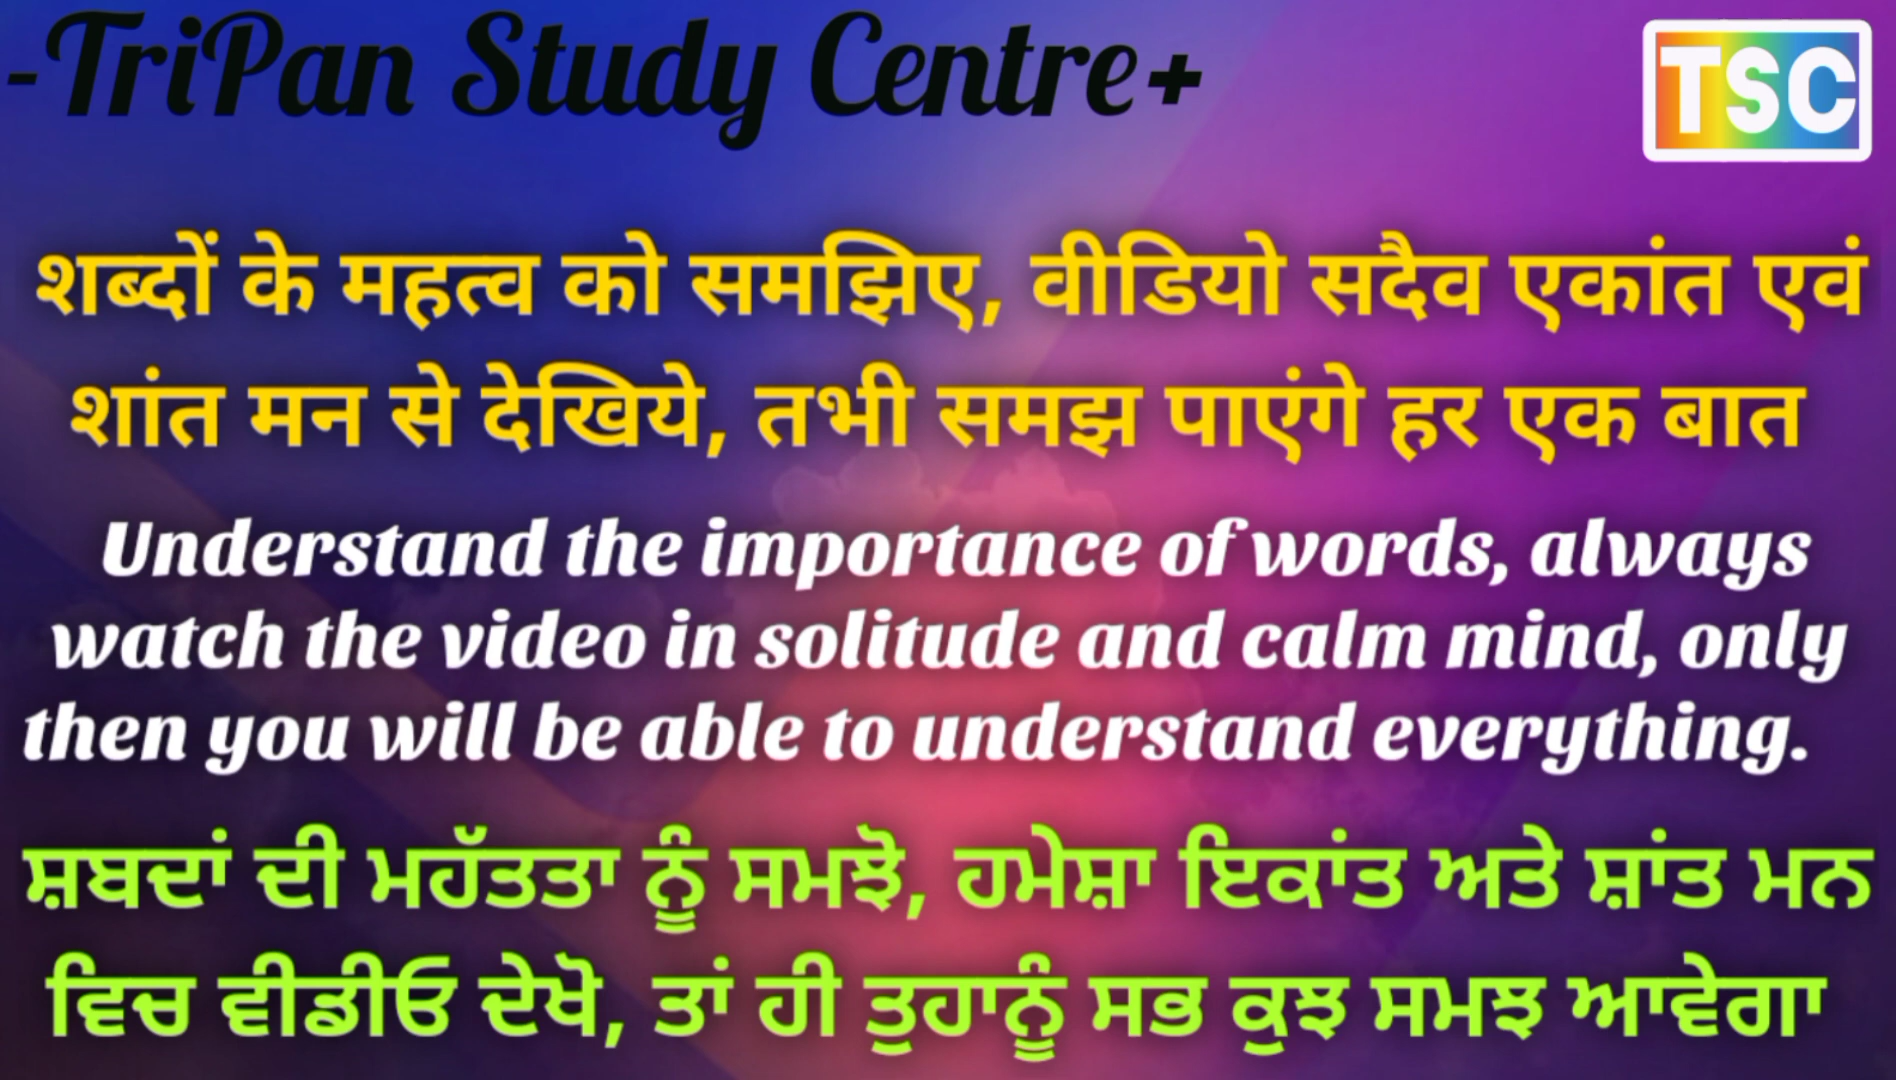 -TriPan Study Centre+
TSC
शब्दों के महत्व को समझिए, वीडियो सदैव एकांत एवं
शांत मन से देखिये, तभी समझ पाएंगे हर एक बात
Understand the importance of words, always
watch the video in solitude and calm mind, only
then you will be able to understand everything.
ਸ਼ਬਦਾਂ ਦੀ ਮਹੱਤਤਾ ਨੂੰ ਸਮਝੋ, ਹਮੇਸ਼ਾ ਇਕਾਂਤ ਅਤੇ ਸ਼ਾਂਤ ਮਨ
ਵਿਚ ਵੀਡੀਓ ਦੇਖੋ, ਤਾਂ ਹੀ ਤੁਹਾਨੂੰ ਸਭ ਕੁਝ ਸਮਝ ਆਵੇਗਾ